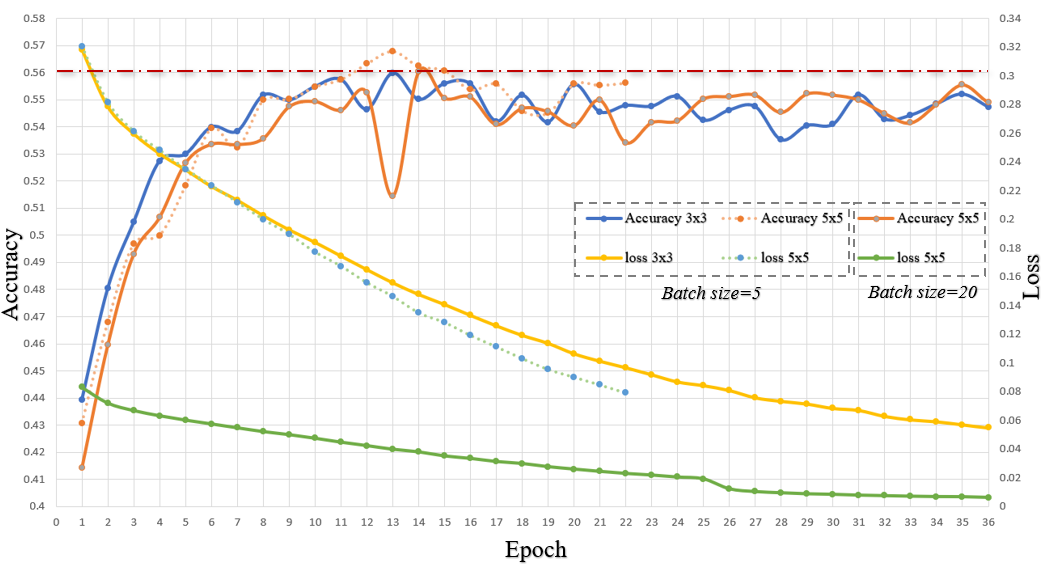 0.58 0.34
0.57 0.32
0.56 0.3
0.55 0.28
0.54 0.26
0.53 0.24
0.52 0.22
0.51 0.2
0.5 0.18
0.49 0.16
0.48 0.14
0.47 0.12
0.46 0.1
0.45 0.08
0.44 0.06
0.43 0.04
0.42 0.02
0.41 0
0.4
Accuracy
Loss
Accuracy 3x3 Accuracy 5x5 Accuracy 5x5
loss 3x3 loss 5x5 loss 5x5
Batch size=5 Batch size=20
0 1 2 3 4 5 6 7 8 9 10 11 12 13 14 15 16 17 18 19 20 21 22 23 24 25 26 27 28 29 30 31 32 33 34 35 36
Epoch